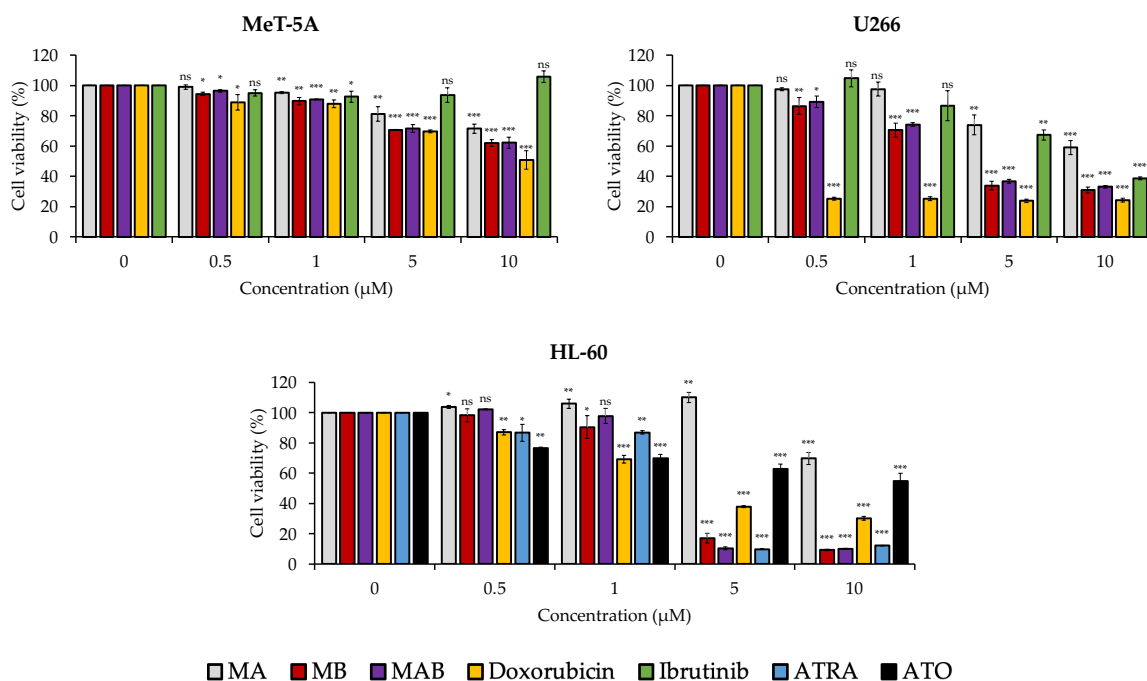 MeT-5A
Cell viability (%)
120
100
80
60
40
20
0
ns * * * ns
** ** *** ** *
** *** *** *** ns
*** *** *** *** ns
0 0.5 1 5 10
Concentration (µM)
U266
Cell viability (%)
120
100
80
60
40
20
0
ns ** * *** ns
ns *** *** *** ns
** *** *** *** **
*** *** *** *** ***
0 0.5 1 5 10
Concentration (µM)
HL-60
Cell viability (%)
120
100
80
60
40
20
0
* ns ns ** * **
** * ns *** ** ***
** *** *** *** *** ***
*** *** *** *** *** ***
0 0.5 1 5 10
Concentration (µM)
MA MB MAB Doxorubicin Ibrutinib ATRA ATO